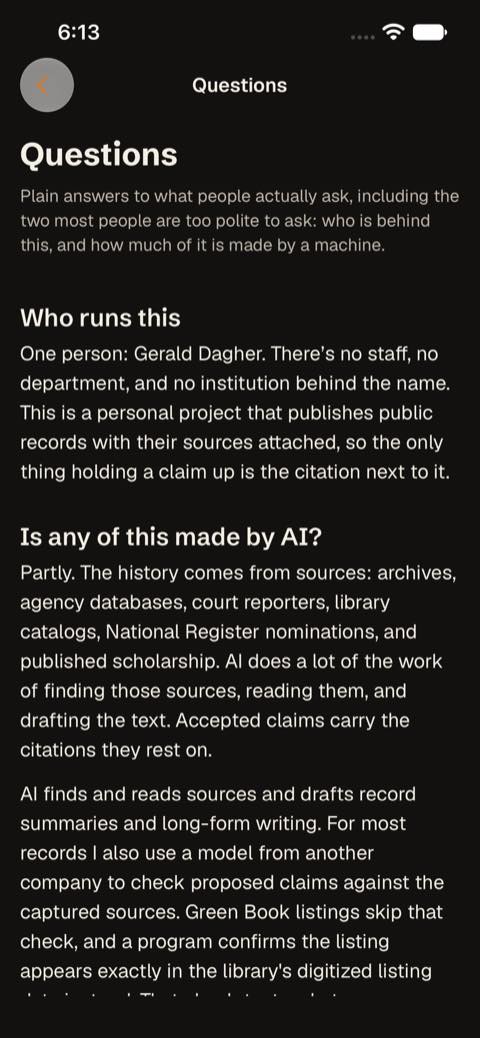 6:13
Questions
Questions
Plain answers to what people actually ask, including the
two most people are too polite to ask: who is behind
this, and how much of it is made by a machine.
Who runs this
One person: Gerald Dagher. There’s no staff, no
department, and no institution behind the name.
This is a personal project that publishes public
records with their sources attached, so the only
thing holding a claim up is the citation next to it.
Is any of this made by AI?
Partly. The history comes from sources: archives,
agency databases, court reporters, library
catalogs, National Register nominations, and
published scholarship. AI does a lot of the work
of finding those sources, reading them, and
drafting the text. Accepted claims carry the
citations they rest on.
AI finds and reads sources and drafts record
summaries and long-form writing. For most
records I also use a model from another
company to check proposed claims against the
captured sources. Green Book listings skip that
check, and a program confirms the listing
appears exactly in the library's digitized listing